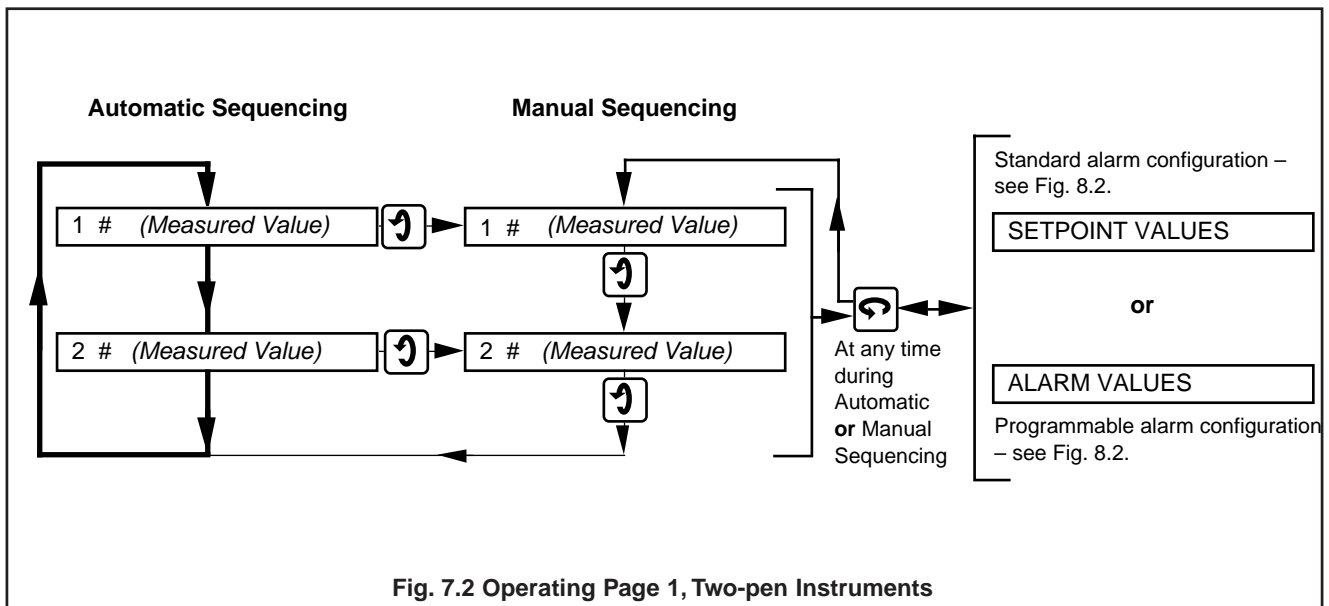 Automatic Sequencing
Manual Sequencing
1 # (Measured Value)
1 # (Measured Value)
2 # (Measured Value)
2 # (Measured Value)
At any time
during
Automatic
or Manual
Sequencing
Standard alarm configuration –
see Fig. 8.2.
SETPOINT VALUES
or
ALARM VALUES
Programmable alarm configuration
– see Fig. 8.2.
Fig. 7.2 Operating Page 1, Two-pen Instruments